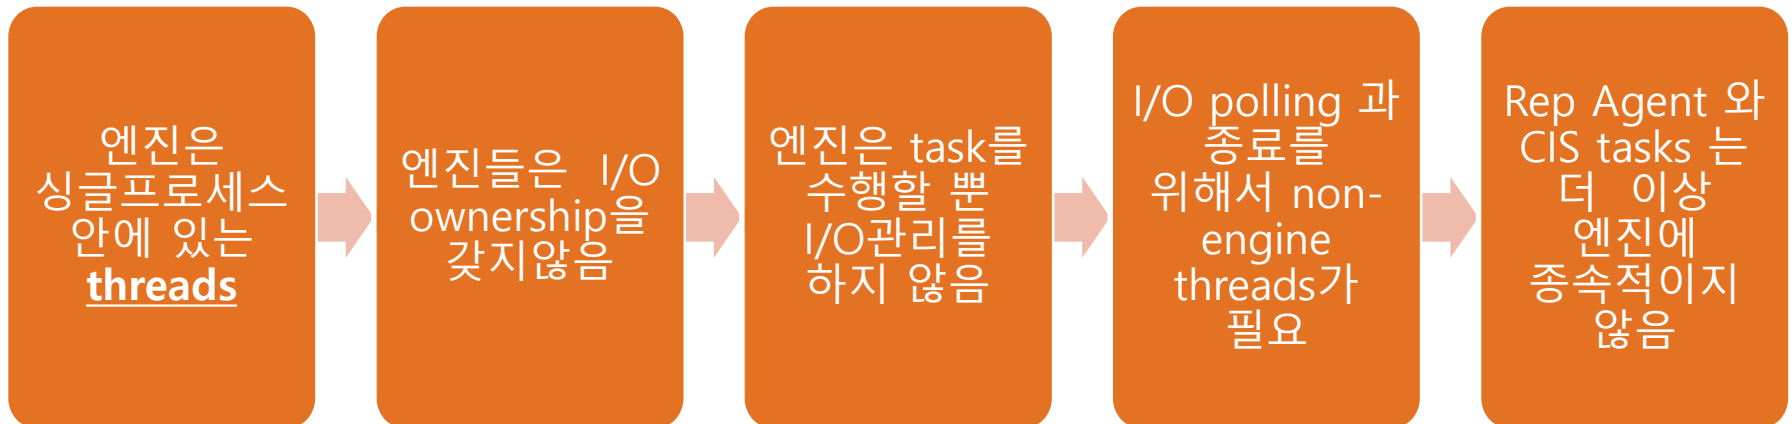 엔진은
싱글프로세스
안에 있는
threads
엔진들은 I/O
ownership을
갖지않음
엔진은 task를
수행할 뿐
I/O관리를
하지 않음
I/O polling 과
종료를
위해서 non-
engine
threads가
필요
Rep Agent 와
CIS tasks 는
더 이상
엔진에
종속적이지
않음